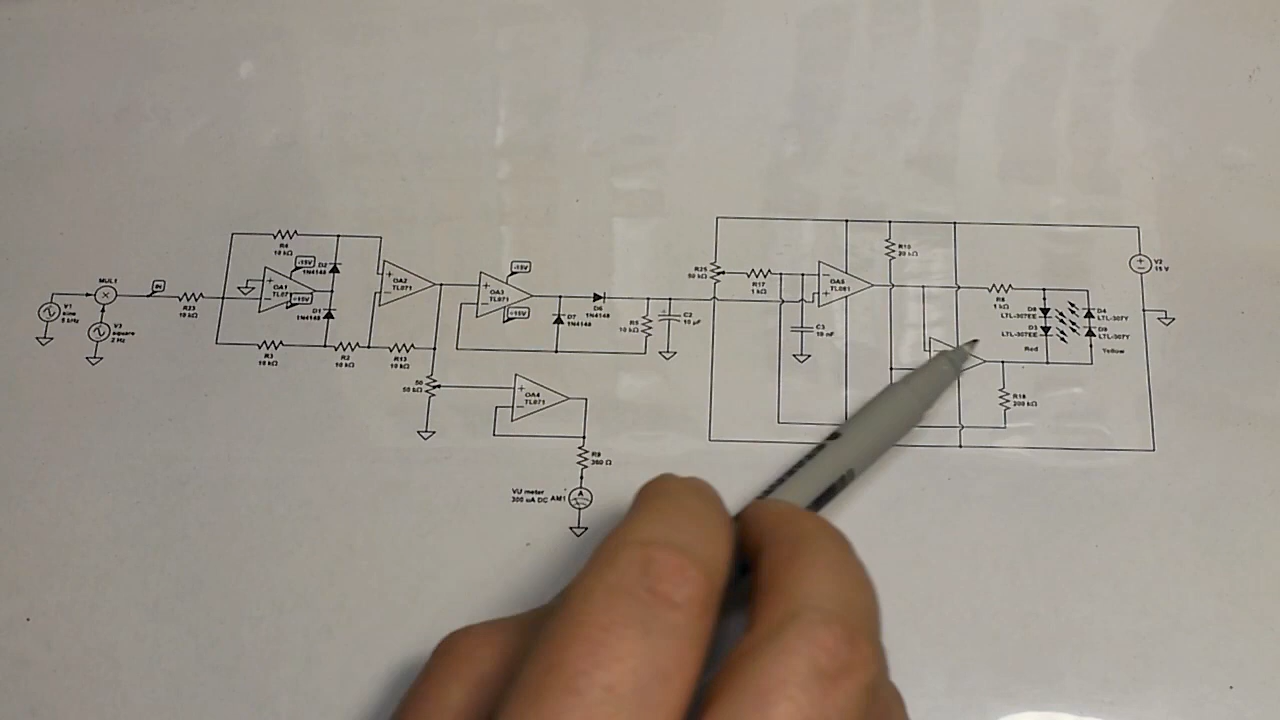 V1
sine
5 kHz
MUL1
V3
square
2 Hz
IN
R23
10 kΩ
R4
10 kΩ
-15V
OA1
TL071
+15V
D2
1N4148
D1
1N4148
R3
10 kΩ
R2
10 kΩ
R13
10 kΩ
OA2
TL071
50
50 kΩ
-15V
OA3
TL071
+15V
D7
1N4148
D6
1N4148
R5
10 kΩ
C2
10 µF
OA4
TL071
R9
360 Ω
VU meter
300 uA DC
AM1
A
R25
50 kΩ
R17
1 kΩ
C3
10 nF
OA5
TL081
R10
20 kΩ
R6
1 kΩ
D8
LTL-307EE
D3
LTL-307EE
Red
D4
LTL-307Y
D9
LTL-307Y
Yellow
200 kΩ
V2
15 V